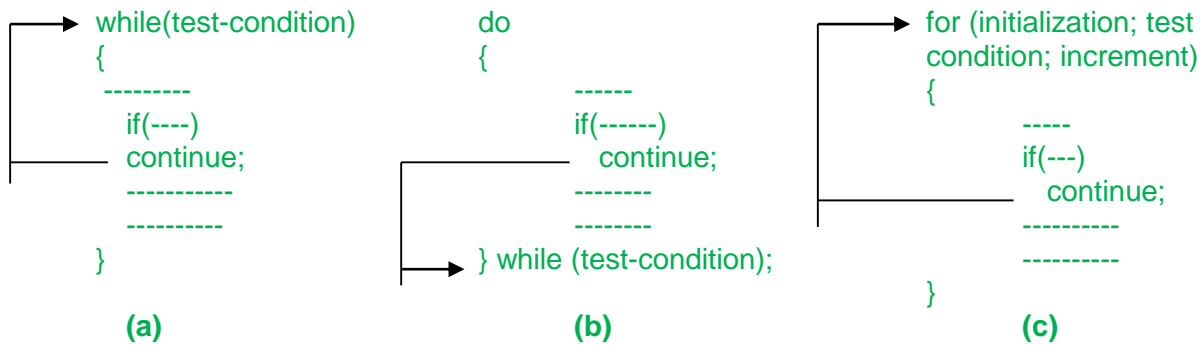 while(test-condition)
{
---------
if(----)
continue;
-----------
----------
}
(a)
do
{
------
if(------)
continue;
--------
--------
} while (test-condition);
(b)
for (initialization; test
condition; increment)
{
-----
if(---)
continue;
----------
----------
}
(c)